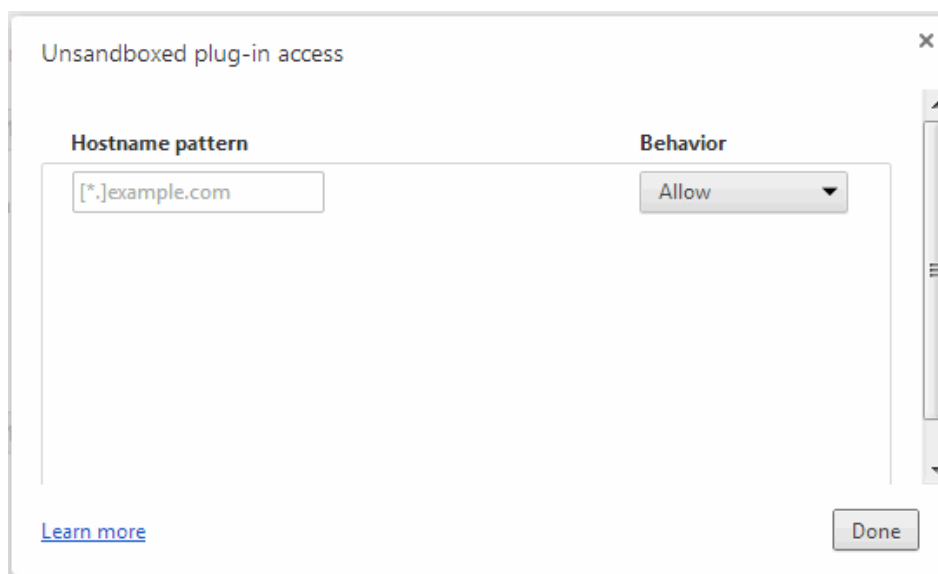 Unsandboxed plug-in access
Hostname pattern Behavior
[*.]example.com Allow
Learn more Done